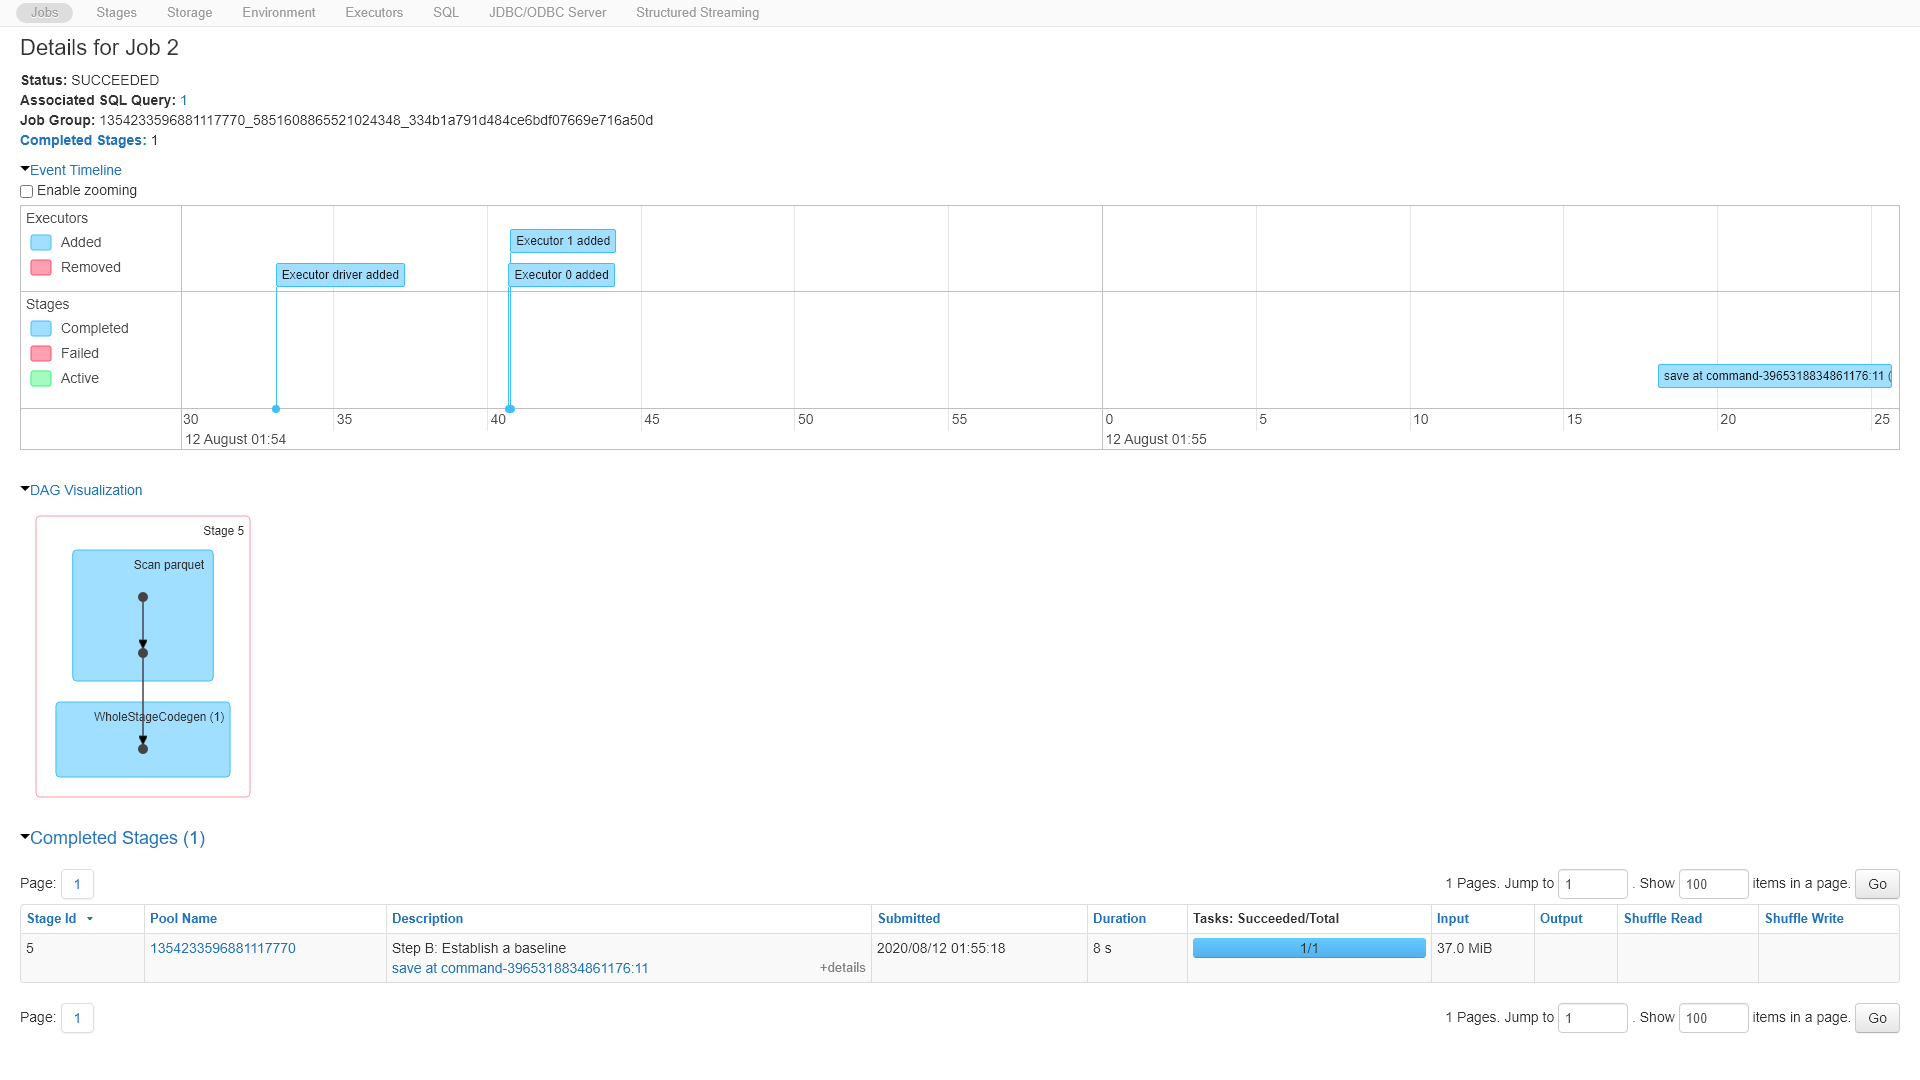 Jobs Stages Storage Environment Executors SQL JDBC/ODBC Server Structured Streaming
Details for Job 2
Status: SUCCEEDED
Associated SQL Query: 1
Job Group: 1354233596881117770_5851608865521024348_334b1a791d484ce6bdf07669e716a50d
Completed Stages: 1
Event Timeline
Enable zooming
Executors
Added
Removed
Executor 1 added
Executor driver added
Executor 0 added
Stages
Completed
Failed
Active
save at command-3965318834861176:11 (
30 35 40 45 50 55 0 5 10 15 20 25
12 August 01:54 12 August 01:55
DAG Visualization
Stage 5
Scan parquet
WholeStageCodegen (1)
Completed Stages (1)
Page: 1 1 Pages. Jump to 1 . Show 100 items in a page. Go
Stage Id Pool Name Description Submitted Duration Tasks: Succeeded/Total Input Output Shuffle Read Shuffle Write
5 1354233596881117770 Step B: Establish a baseline 2020/08/12 01:55:18 8 s 1/1 37.0 MiB
save at command-3965318834861176:11 +details
Page: 1 1 Pages. Jump to 1 . Show 100 items in a page. Go